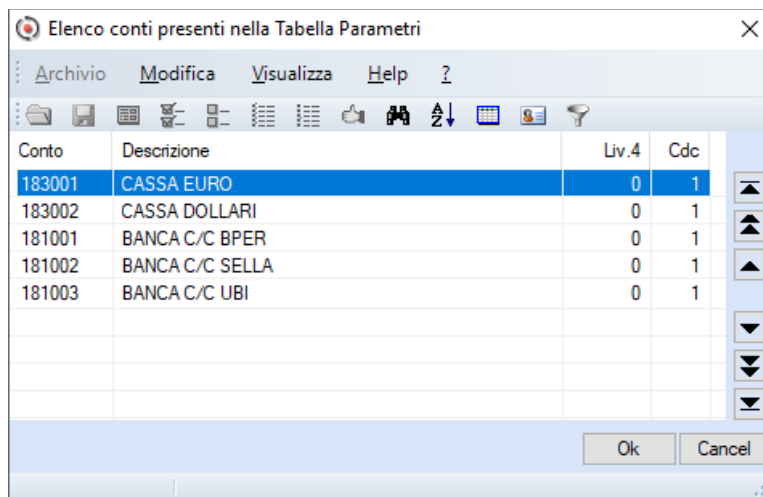 Elenco conti presenti nella Tabella Parametri
Archivio Modifica Visualizza Help ?
Conto Descrizione Liv.4 Cdc
183001 CASSA EURO 0 1
183002 CASSA DOLLARI 0 1
181001 BANCA C/C BPER 0 1
181002 BANCA C/C SELLA 0 1
181003 BANCA C/C UBI 0 1
Ok Cancel